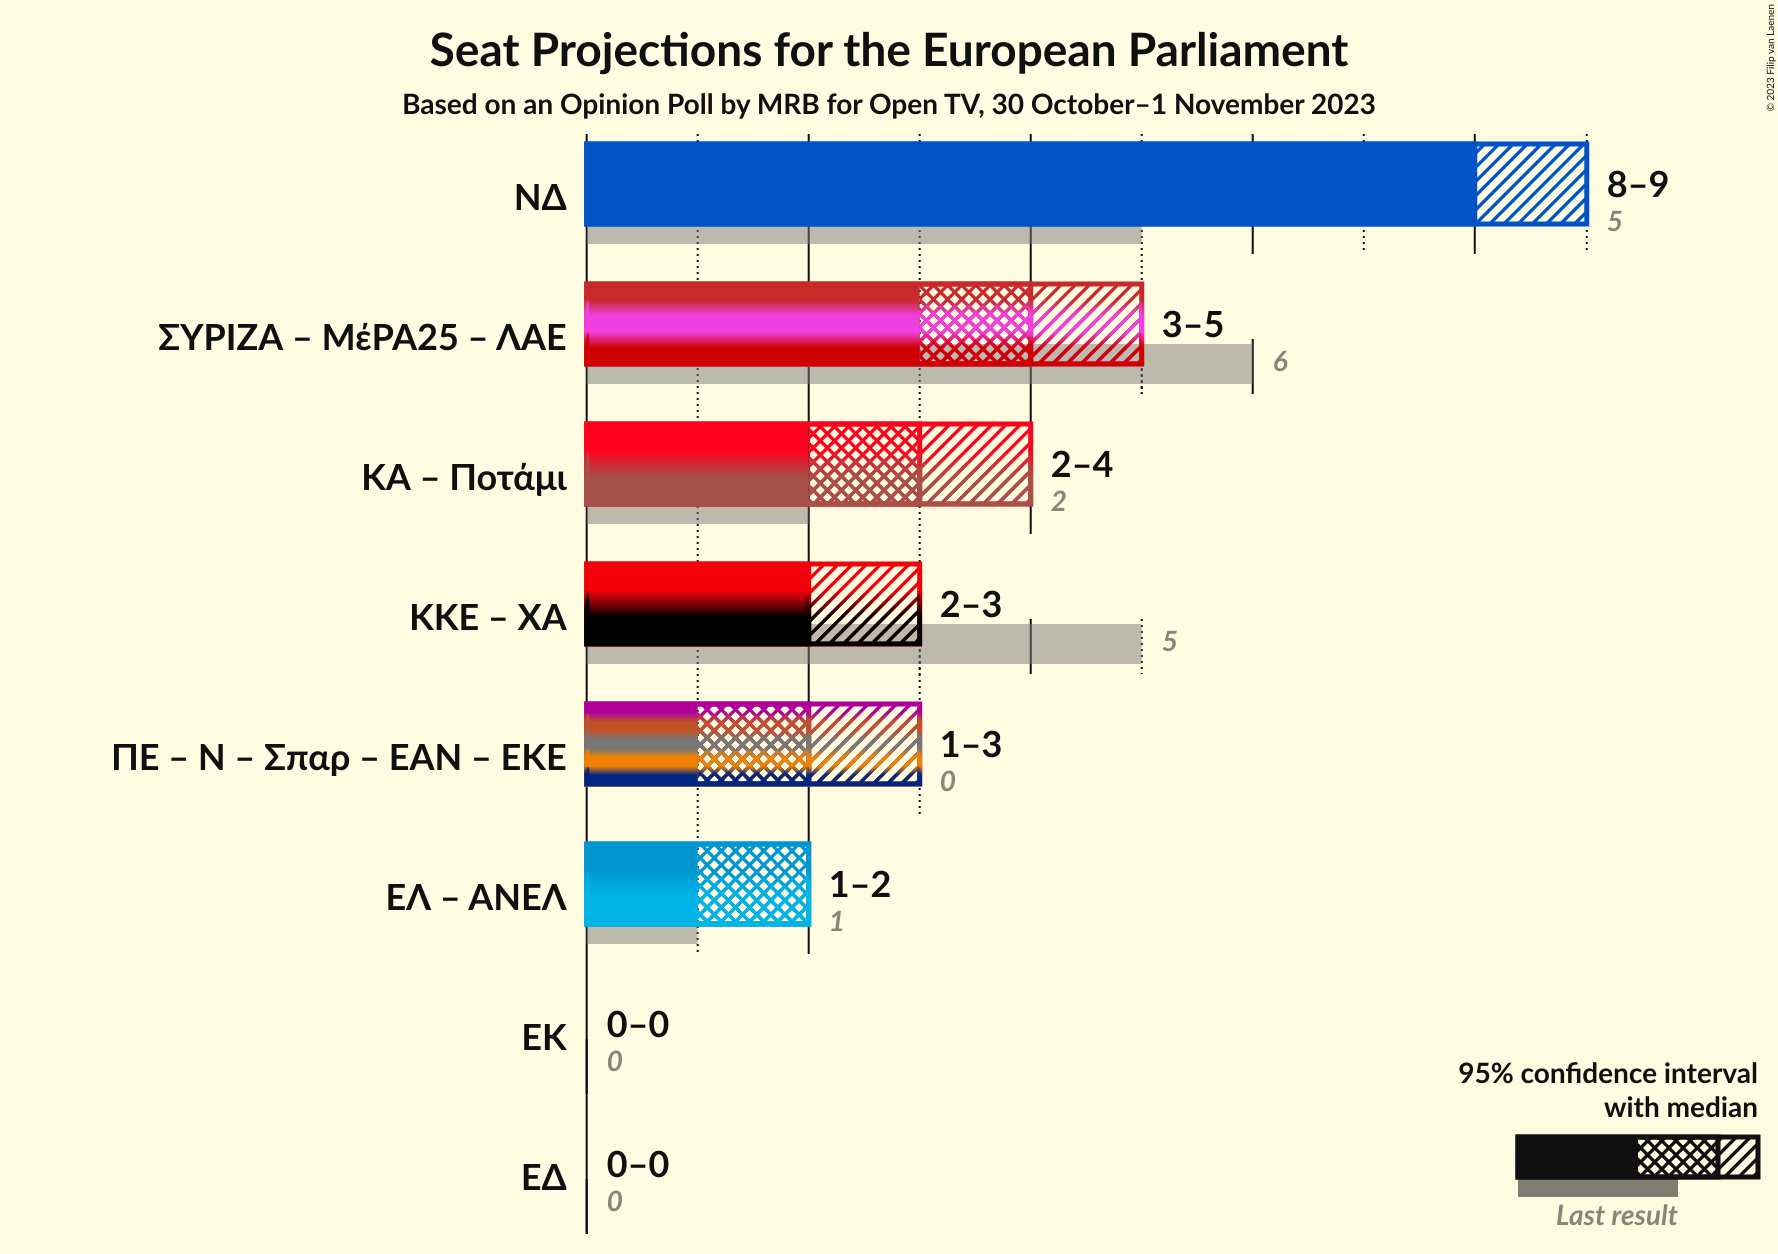 Seat Projections for the European Parliament
Based on an Opinion Poll by MRB for Open TV, 30 October–1 November 2023
© 2023 Filip van Laenen
ΝΔ
8–9
5
ΣΥΡΙΖΑ – ΜέΡΑ25 – ΛΑΕ
3–5
6
ΚΑ – Ποτάμι
2–4
2
ΚΚΕ – ΧΑ
2–3
5
ΠΕ – Ν – Σπαρ – ΕΑΝ – ΕΚΕ
1–3
0
ΕΛ – ΑΝΕΛ
1–2
1
ΕΚ
0–0
0
ΕΔ
0–0
0
95% confidence interval
with median
Last result